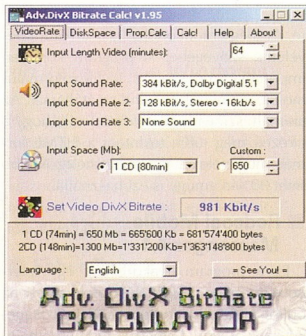 Adv.DivX Bitrate Calc! v1.95
VideoRate DiskSpace Prop.Calc Calc! Help About
Input Length Video (minutes): 64
Input Sound Rate: 384 kBit/s, Dolby Digital 5.1
Input Sound Rate 2: 128 kBit/s, Stereo - 16kb/s
Input Sound Rate 3: None Sound
Input Space (Mb): Custom :
1 CD (80min) 650
Set Video DivX Bitrate : 981 Kbit/s
1 CD (74min) = 650 Mb = 665'600 Kb = 681'574'400 bytes
2CD (148min)=1300 Mb=1'331'200 Kb=1'363'148'800 bytes
Language : English = See You! =
Adv. DivX BitRate
CALCULATOR